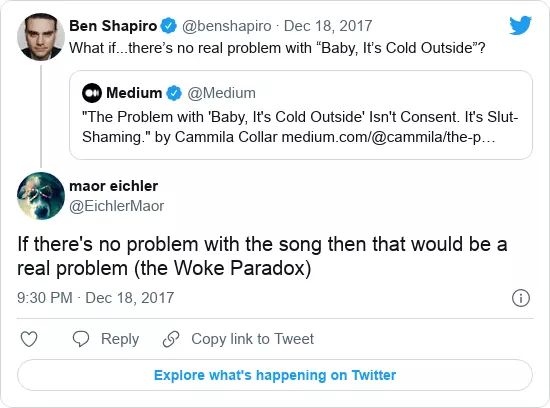 Ben Shapiro @benshapiro · Dec 18, 2017
What if...there’s no real problem with “Baby, It’s Cold Outside”?
Medium @Medium
"The Problem with 'Baby, It's Cold Outside' Isn't Consent. It's Slut-
Shaming." by Cammila Collar medium.com/@cammila/the-p…
maor eichler
@EichlerMaor
If there's no problem with the song then that would be a
real problem (the Woke Paradox)
9:30 PM · Dec 18, 2017
Reply
Copy link to Tweet
Explore what's happening on Twitter